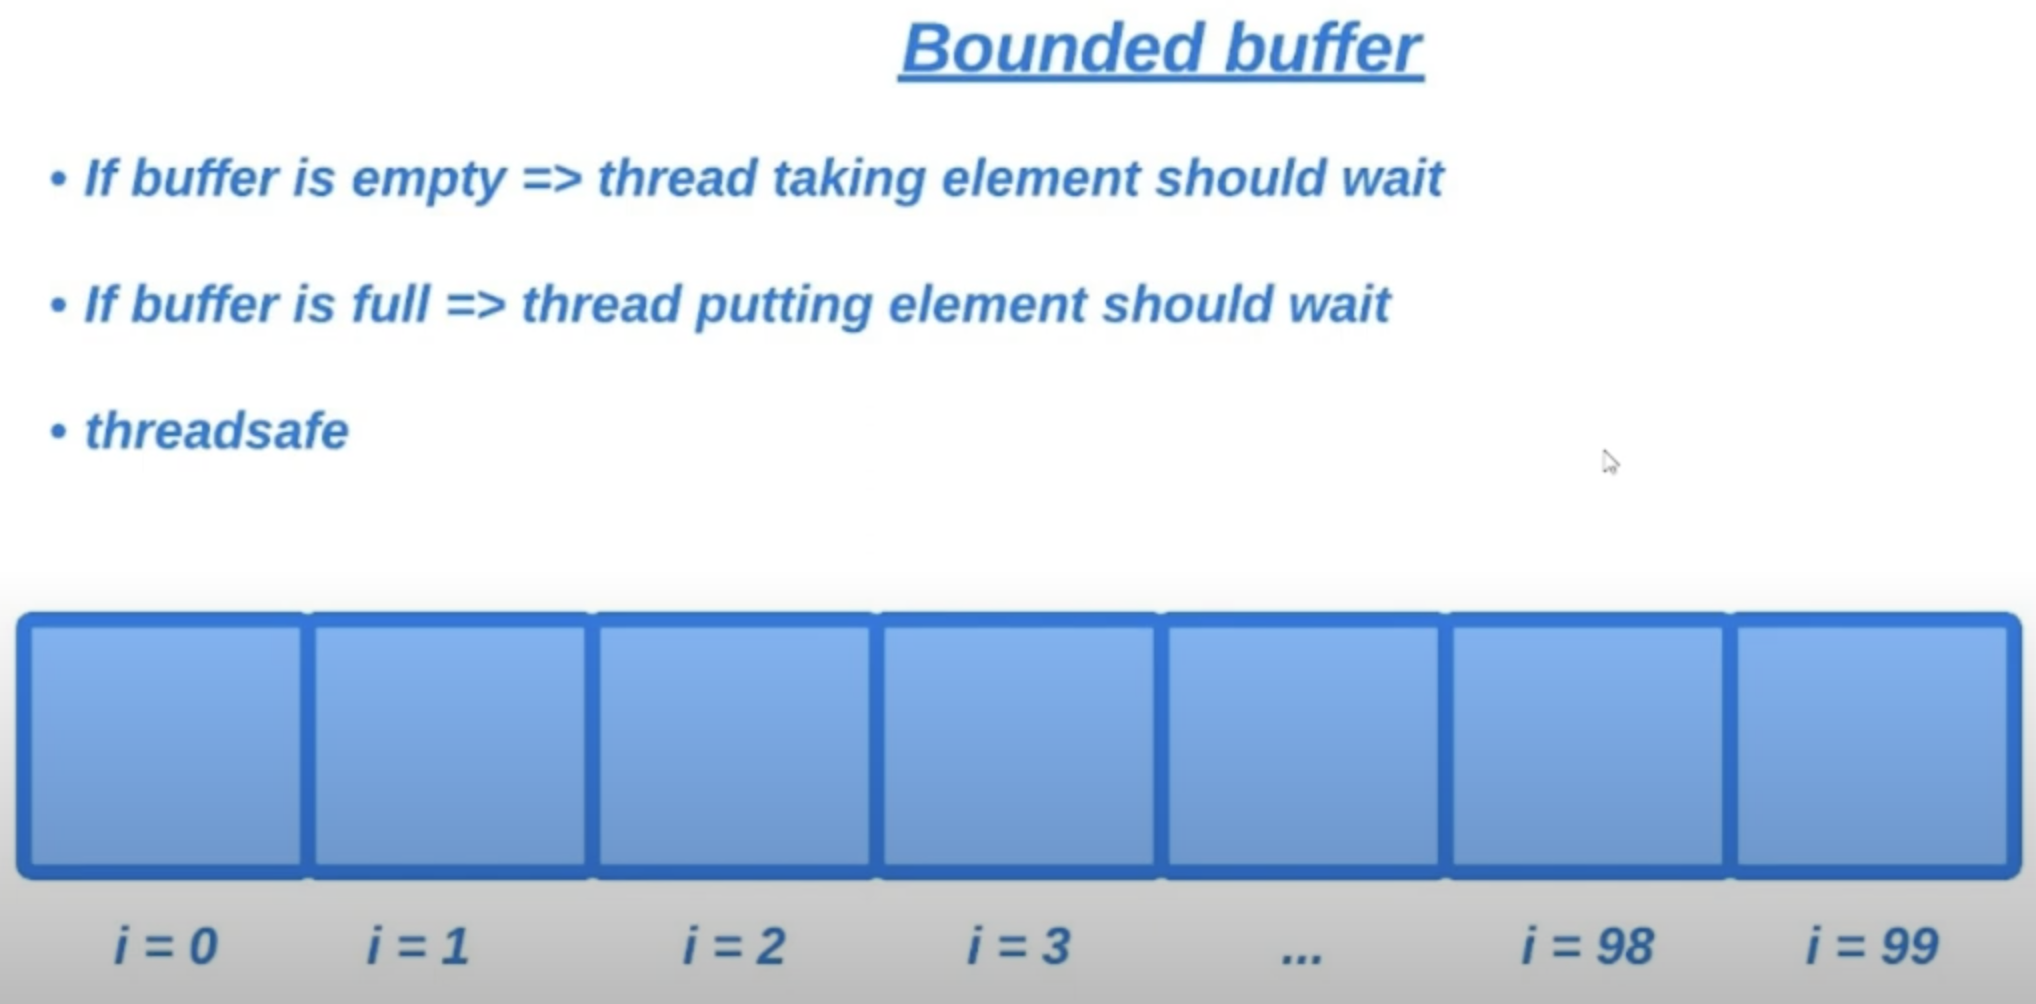 Bounded buffer
• If buffer is empty => thread taking element should wait
• If buffer is full => thread putting element should wait
• threadsafe
i = 0 i = 1 i = 2 i = 3 ... i = 98 i = 99